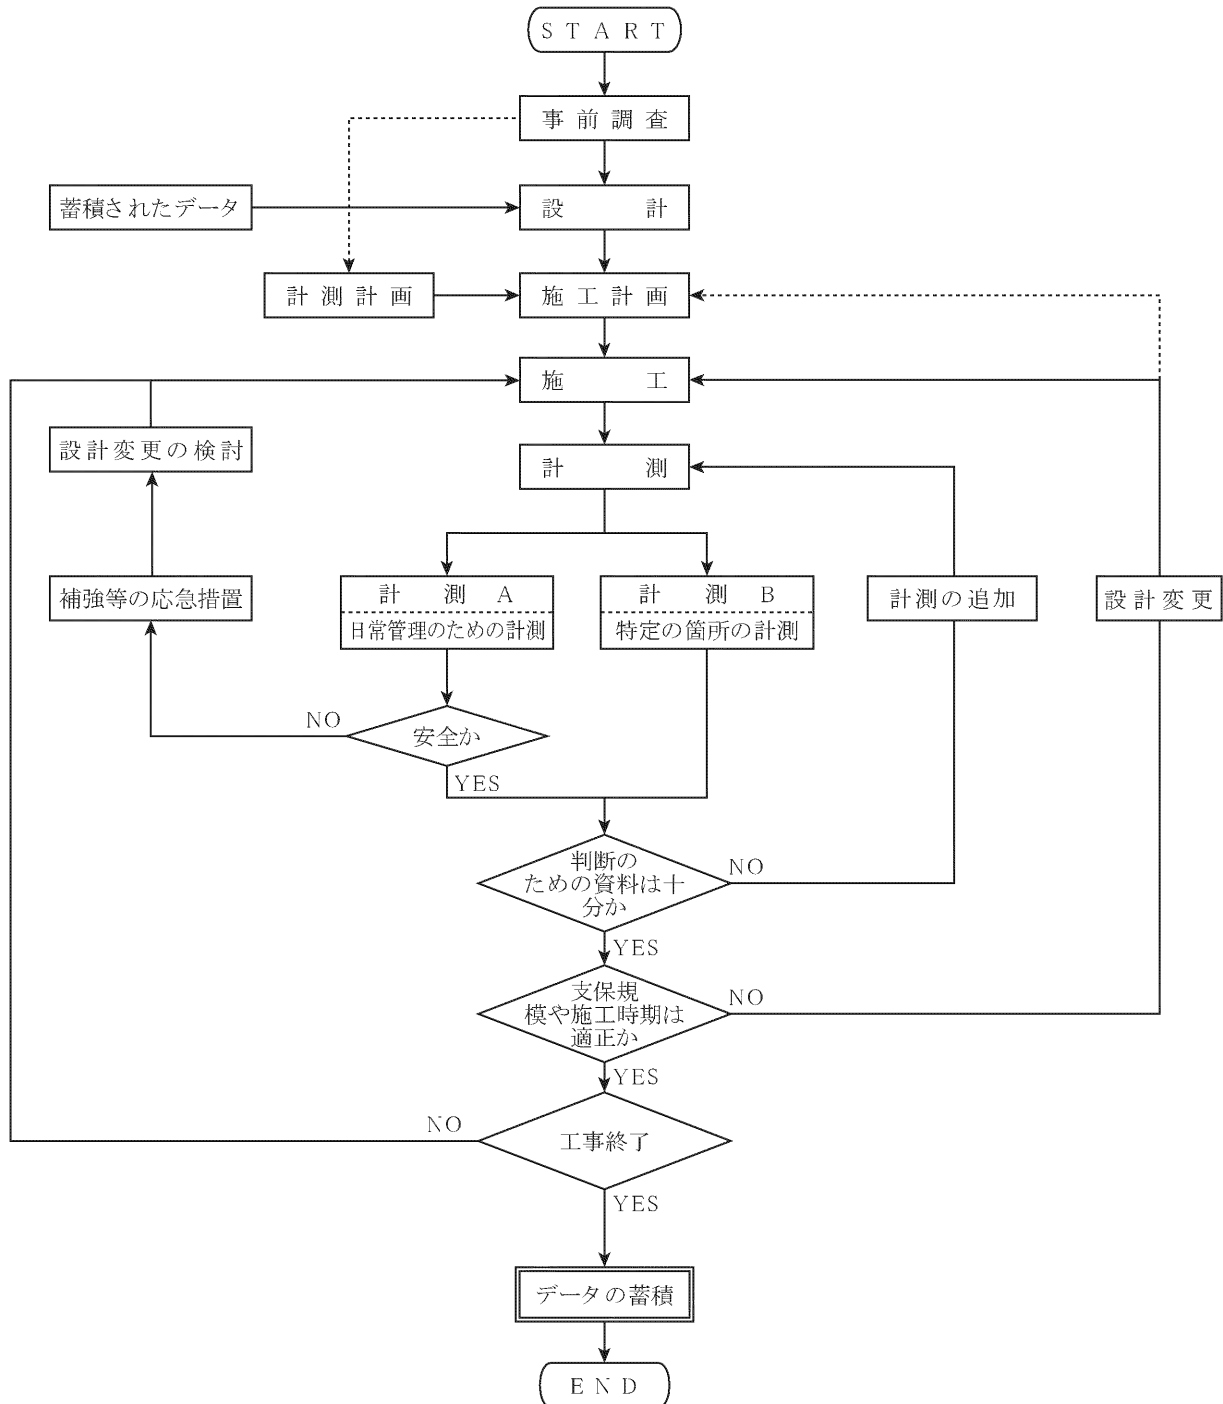 START
事前調査
蓄積されたデータ
設計
計測計画
施工計画
施工
設計変更の検討
計測
補強等の応急措置
計測A
日常管理のための計測
計測B
特定の箇所の計測
計測の追加
設計変更
NO
安全か
YES
判断の
ための資料は十
分か
NO
YES
支保規
模や施工時期は
適正か
NO
YES
NO
工事終了
YES
データの蓄積
END